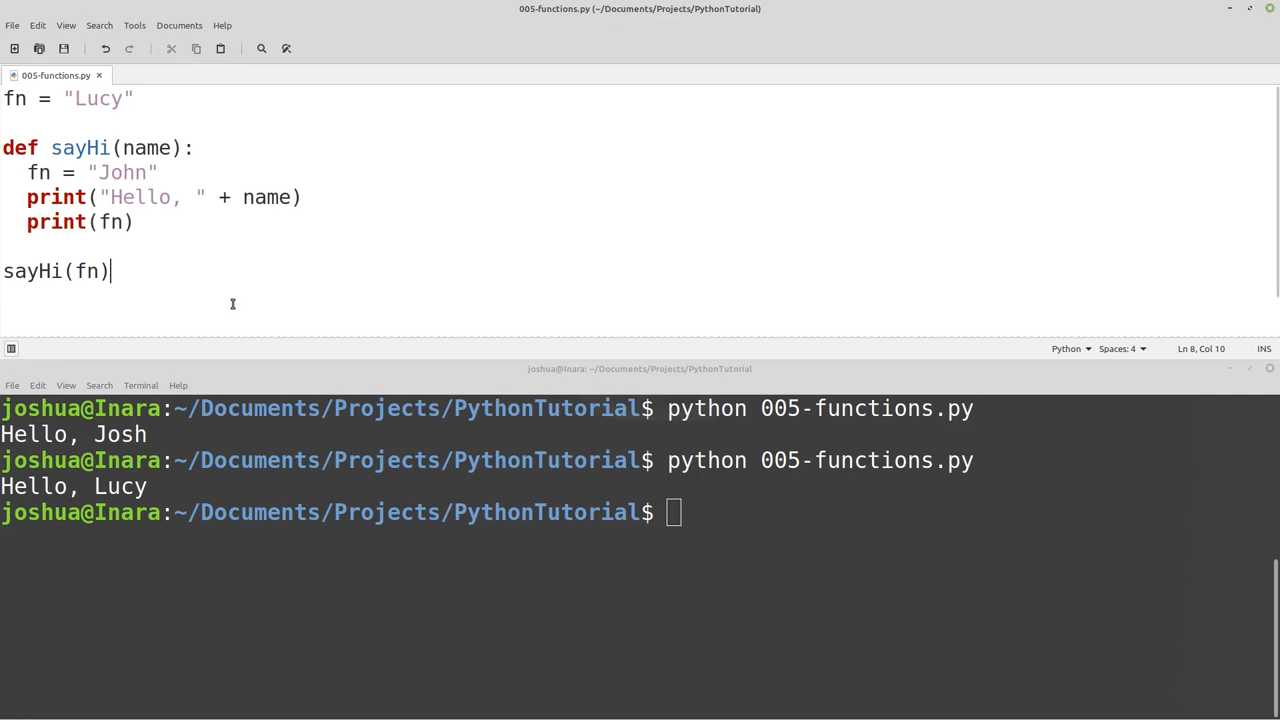 005-functions.py (~/Documents/Projects/PythonTutorial)
File Edit View Search Tools Documents Help
005-functions.py ×
fn = "Lucy"
def sayHi(name):
  fn = "John"
  print("Hello, " + name)
  print(fn)
sayHi(fn)
Python Spaces: 4 Ln 8, Col 10 INS
joshua@Inara: ~/Documents/Projects/PythonTutorial
File Edit View Search Terminal Help
joshua@Inara:~/Documents/Projects/PythonTutorial$ python 005-functions.py
Hello, Josh
joshua@Inara:~/Documents/Projects/PythonTutorial$ python 005-functions.py
Hello, Lucy
joshua@Inara:~/Documents/Projects/PythonTutorial$